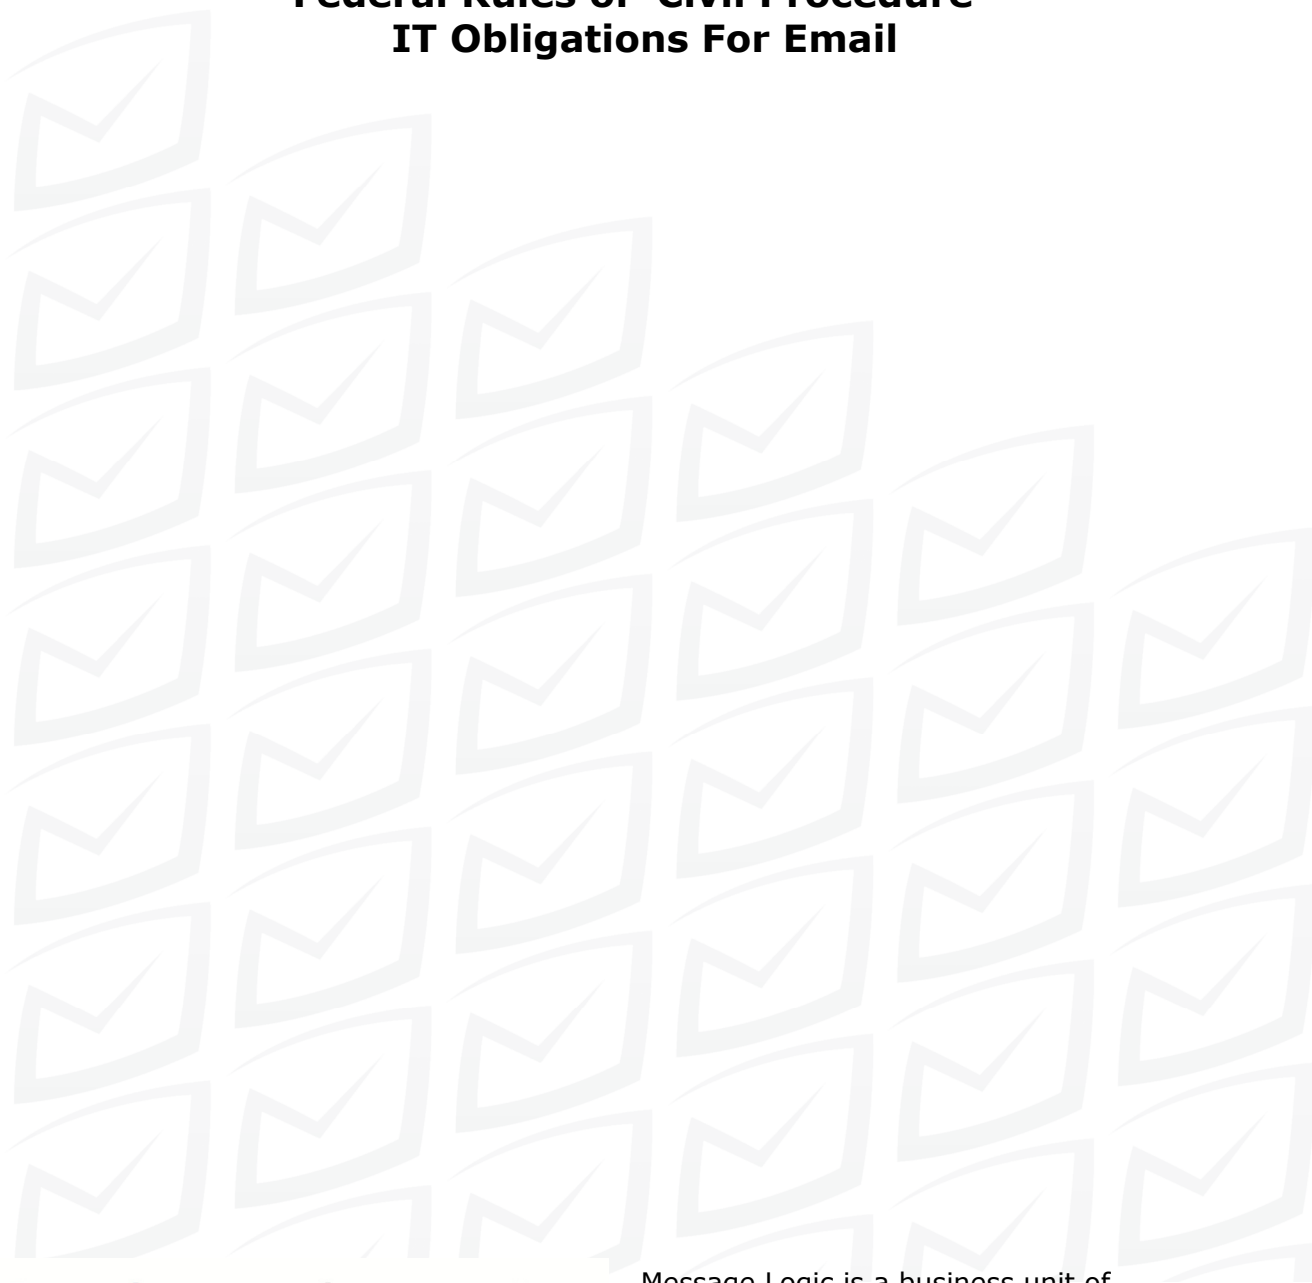 Federal Rules of Civil Procedure
IT Obligations For Email
Message Logic is a business unit of